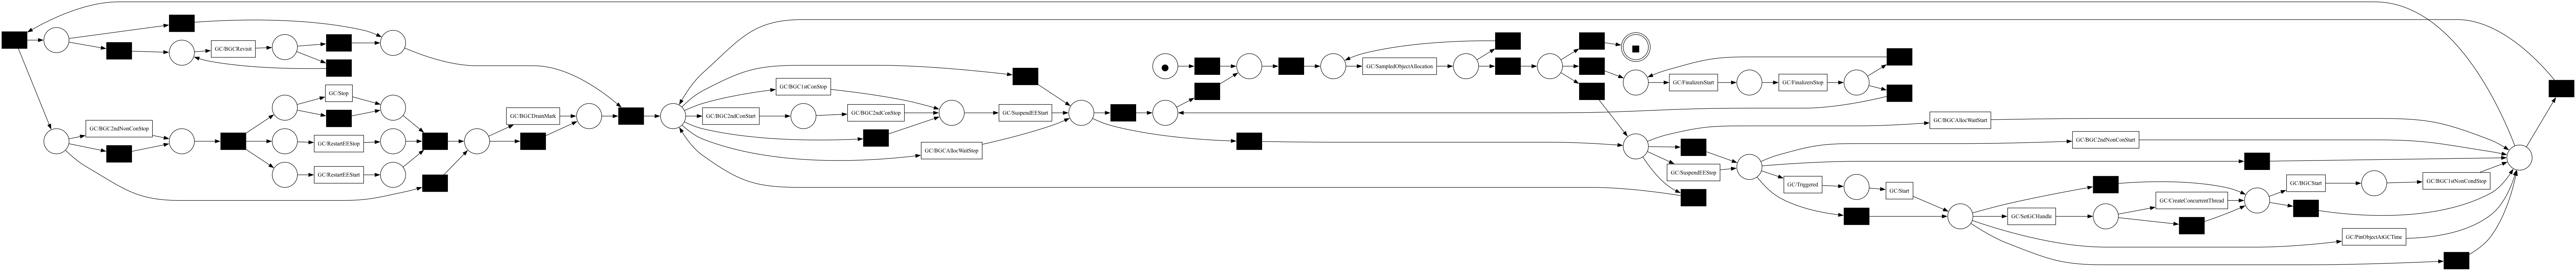 GC/BGCRevisit
GC/Stop
GC/BGC2ndNonConStop
GC/RestartEEStop
GC/RestartEEStart
GC/BGCDrainMark
GC/BGC1stConStop
GC/BGC2ndConStart
GC/BGC2ndConStop
GC/BGCAllocWaitStop
GC/SuspendEEStart
GC/SampledObjectAllocation
GC/FinalizersStart
GC/FinalizersStop
GC/BGCAllocWaitStart
GC/SuspendEEStop
GC/BGC2ndNonConStart
GC/Triggered
GC/Start
GC/SetGCHandle
GC/CreateConcurrentThread
GC/BGCStart
GC/BGC1stNonCondStop
GC/PinObjectAtGCTime